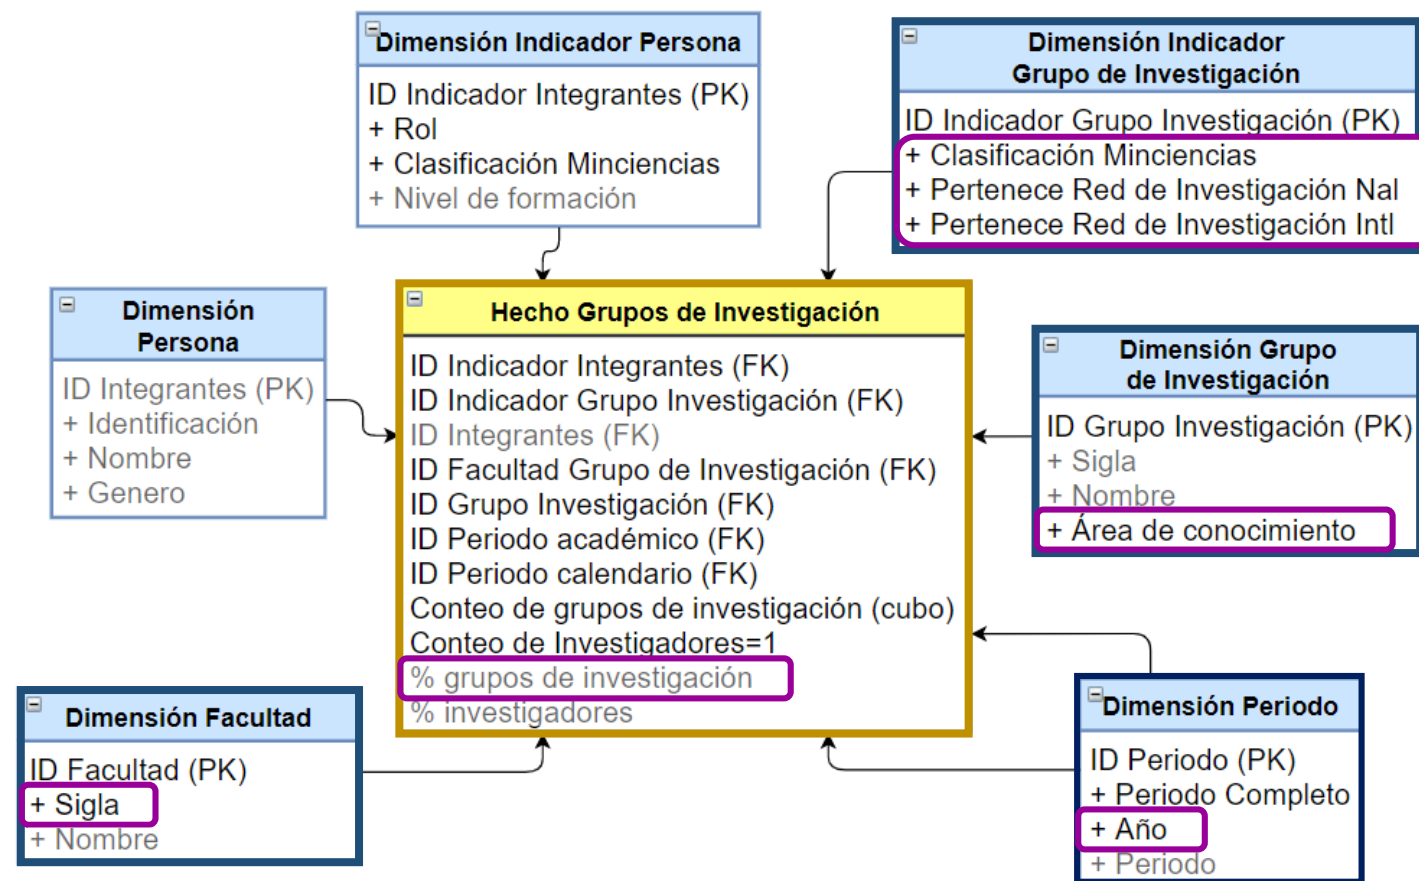 Dimensión Indicador Persona
ID Indicador Integrantes (PK)
+ Rol
+ Clasificación Minciencias
+ Nivel de formación
Dimensión Indicador
Grupo de Investigación
ID Indicador Grupo Investigación (PK)
+ Clasificación Minciencias
+ Pertenece Red de Investigación Nal
+ Pertenece Red de Investigación Intl
Dimensión
Persona
ID Integrantes (PK)
+ Identificación
+ Nombre
+ Genero
Hecho Grupos de Investigación
ID Indicador Integrantes (FK)
ID Indicador Grupo Investigación (FK)
ID Integrantes (FK)
ID Facultad Grupo de Investigación (FK)
ID Grupo Investigación (FK)
ID Periodo académico (FK)
ID Periodo calendario (FK)
Conteo de grupos de investigación (cubo)
Conteo de Investigadores=1
% grupos de investigación
% investigadores
Dimensión Grupo
de Investigación
ID Grupo Investigación (PK)
+ Sigla
+ Nombre
+ Área de conocimiento
Dimensión Facultad
ID Facultad (PK)
+ Sigla
+ Nombre
Dimensión Periodo
ID Periodo (PK)
+ Periodo Completo
+ Año
+ Periodo